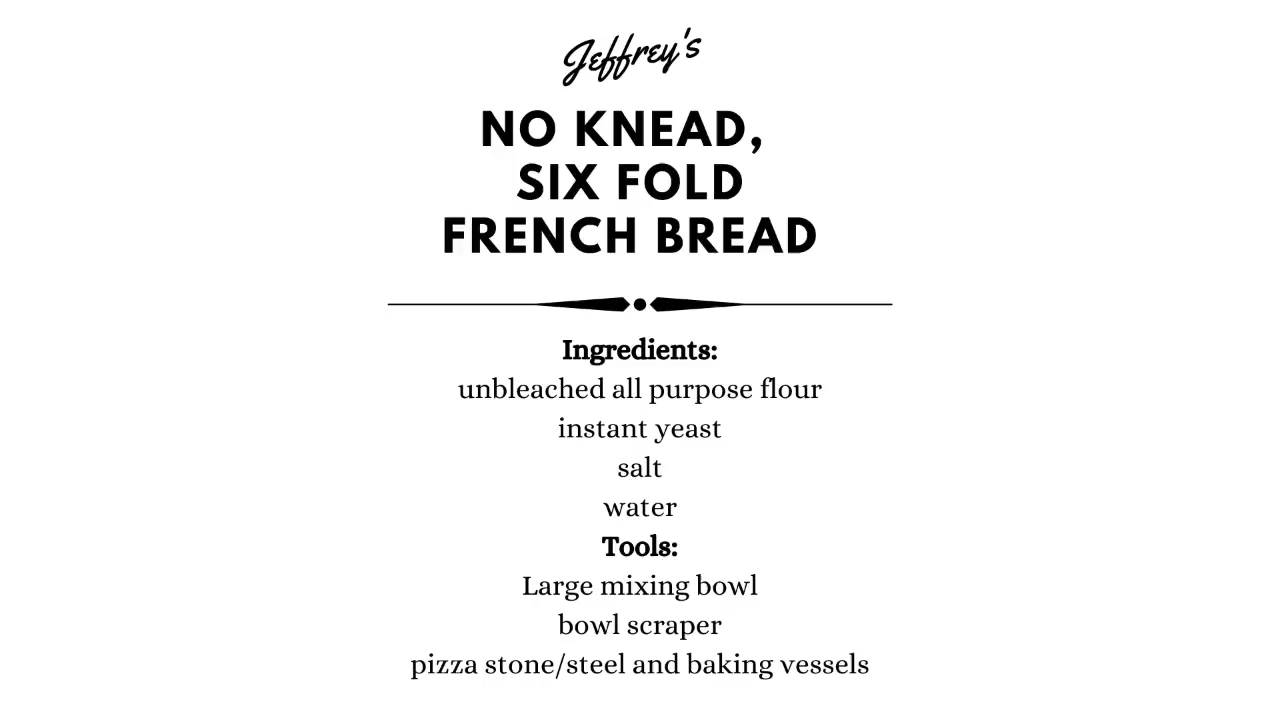 Jeffrey's
NO KNEAD,
SIX FOLD
FRENCH BREAD
Ingredients:
unbleached all purpose flour
instant yeast
salt
water
Tools:
Large mixing bowl
bowl scraper
pizza stone/steel and baking vessels